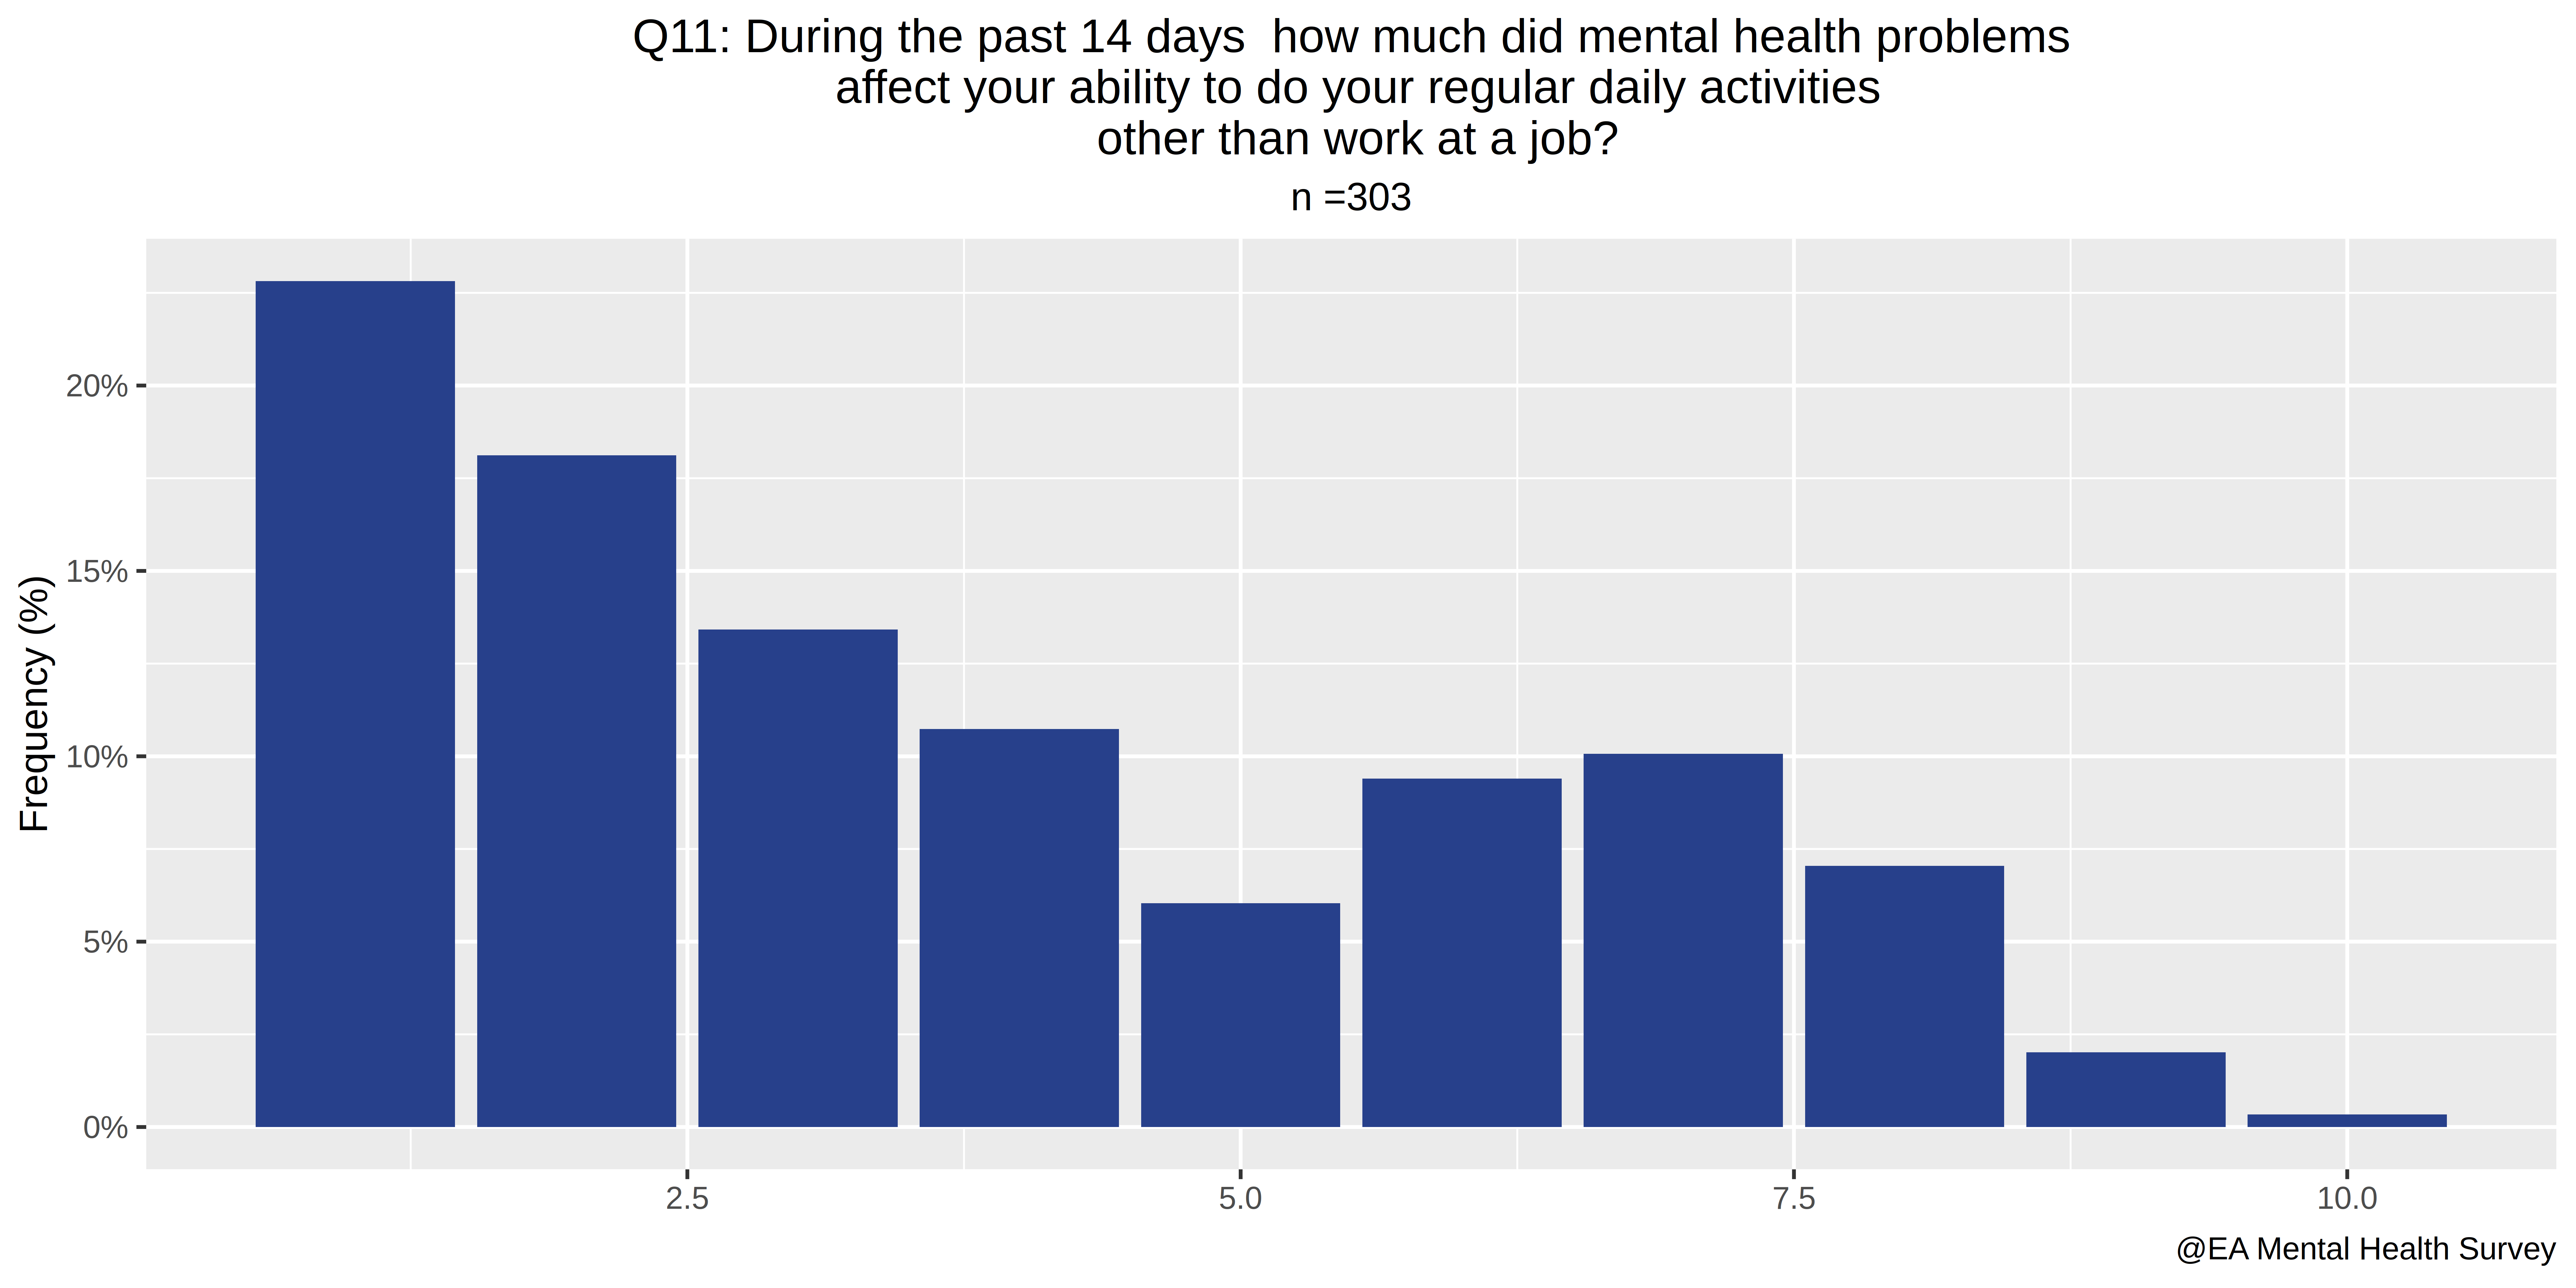 Q11: During the past 14 days  how much did mental health problems
affect your ability to do your regular daily activities
other than work at a job?
n =303
Frequency (%)
20%
15%
10%
5%
0%
2.5
5.0
7.5
10.0
@EA Mental Health Survey